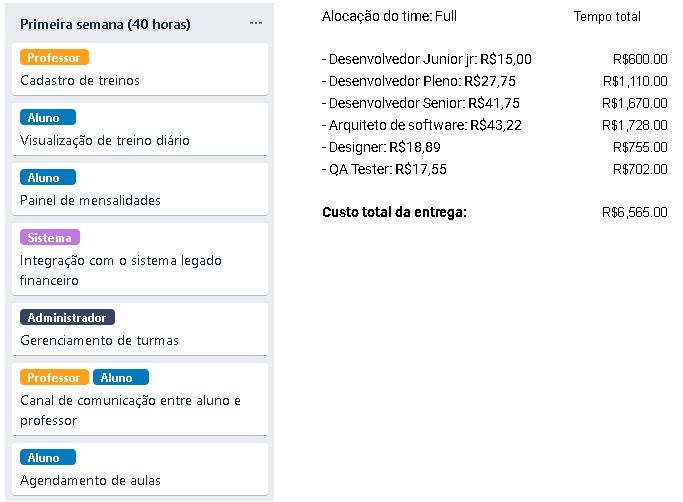 Primeira semana (40 horas)
Professor
Cadastro de treinos
Aluno
Visualização de treino diário
Aluno
Painel de mensalidades
Sistema
Integração com o sistema legado
financeiro
Administrador
Gerenciamento de turmas
Professor Aluno
Canal de comunicação entre aluno e
professor
Aluno
Agendamento de aulas
Alocação do time: Full Tempo total
- Desenvolvedor Junior jr: R$15,00 R$600.00
- Desenvolvedor Pleno: R$27,75 R$1,110.00
- Desenvolvedor Senior: R$41,75 R$1,670.00
- Arquiteto de software: R$43,22 R$1,728.00
- Designer: R$18,89 R$755.00
- QA Tester: R$17,55 R$702.00
Custo total da entrega: R$6,565.00